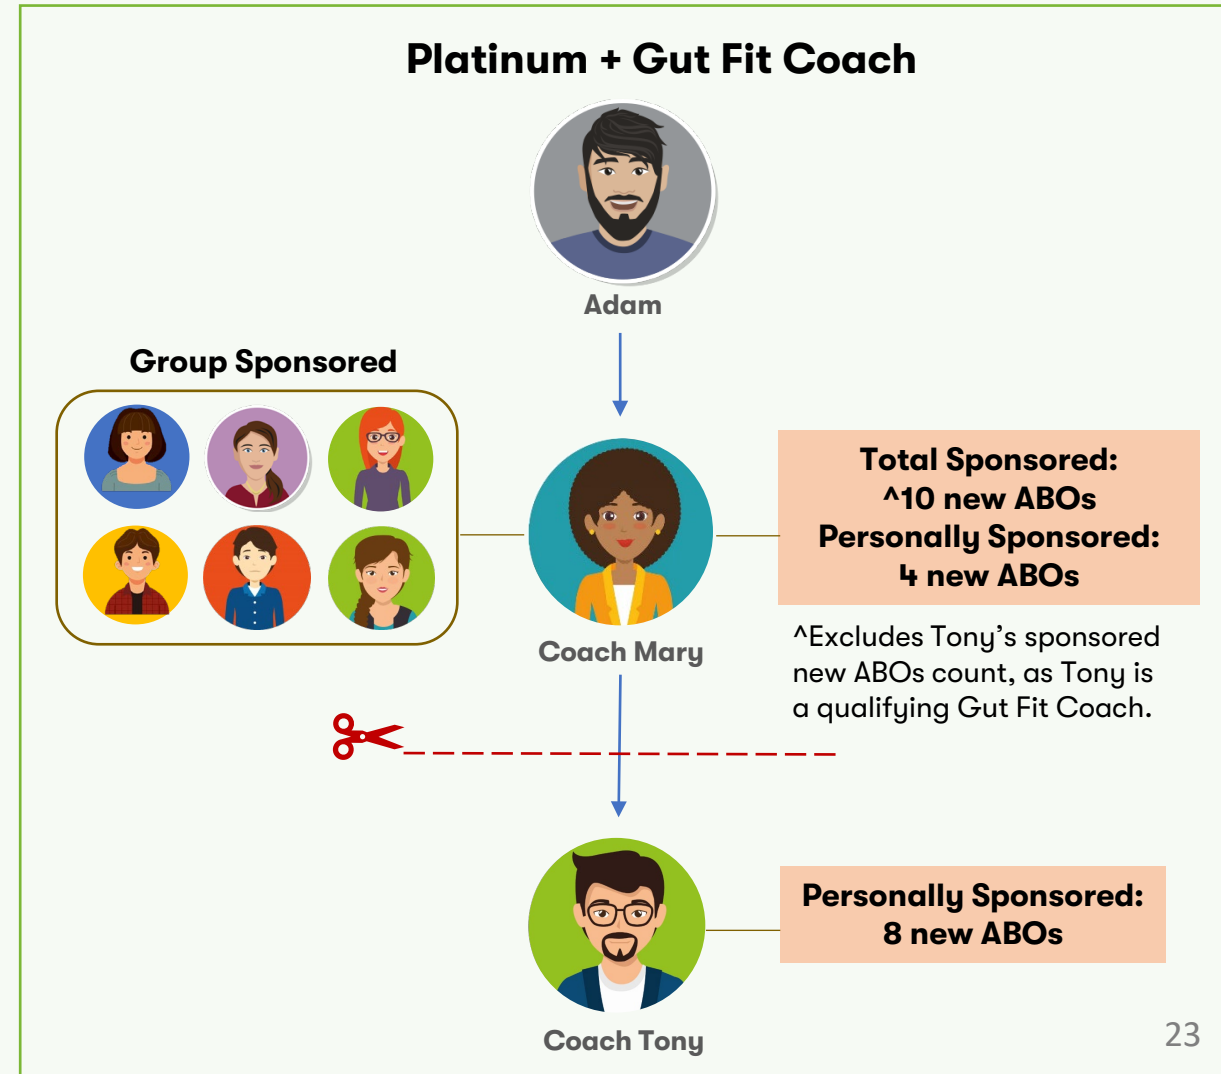 Platinum + Gut Fit Coach
Adam
Group Sponsored
Total Sponsored:
^10 new ABOs
Personally Sponsored:
4 new ABOs
Coach Mary
^Excludes Tony’s sponsored
new ABOs count, as Tony is
a qualifying Gut Fit Coach.
Personally Sponsored:
8 new ABOs
Coach Tony
23